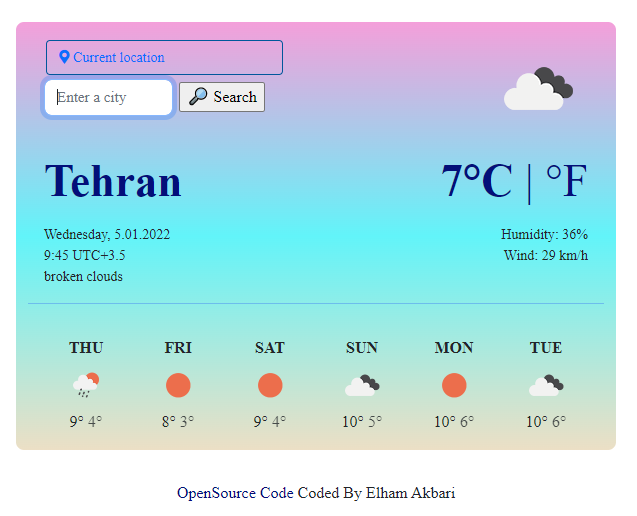 Current location
Enter a city
Search
Tehran
7°C | °F
Wednesday, 5.01.2022
Humidity: 36%
9:45 UTC+3.5
Wind: 29 km/h
broken clouds
THU FRI SAT SUN MON TUE
9° 4° 8° 3° 9° 4° 10° 5° 10° 6° 10° 6°
OpenSource Code Coded By Elham Akbari